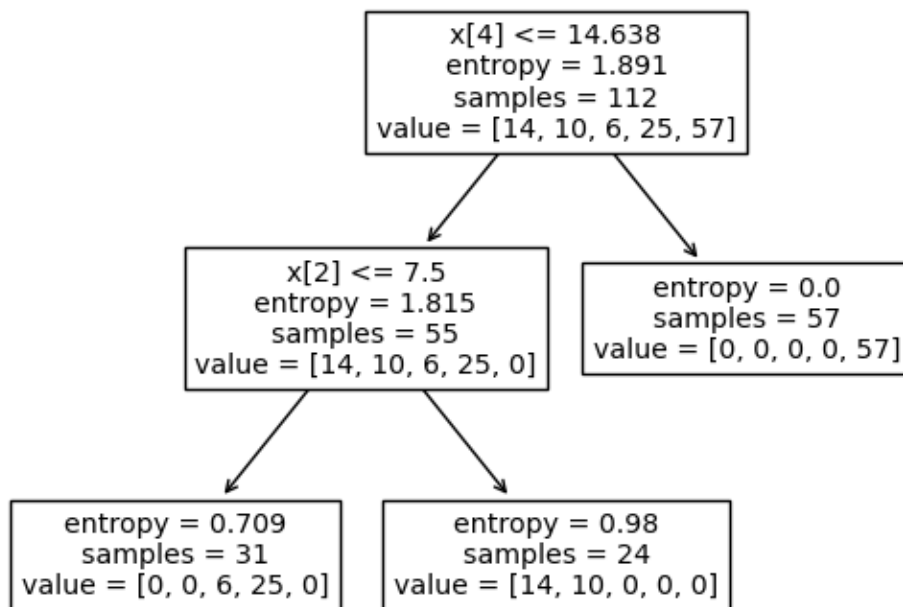 x[4] <= 14.638
entropy = 1.891
samples = 112
value = [14, 10, 6, 25, 57]
x[2] <= 7.5
entropy = 1.815
samples = 55
value = [14, 10, 6, 25, 0]
entropy = 0.0
samples = 57
value = [0, 0, 0, 0, 57]
entropy = 0.709
samples = 31
value = [0, 0, 6, 25, 0]
entropy = 0.98
samples = 24
value = [14, 10, 0, 0, 0]